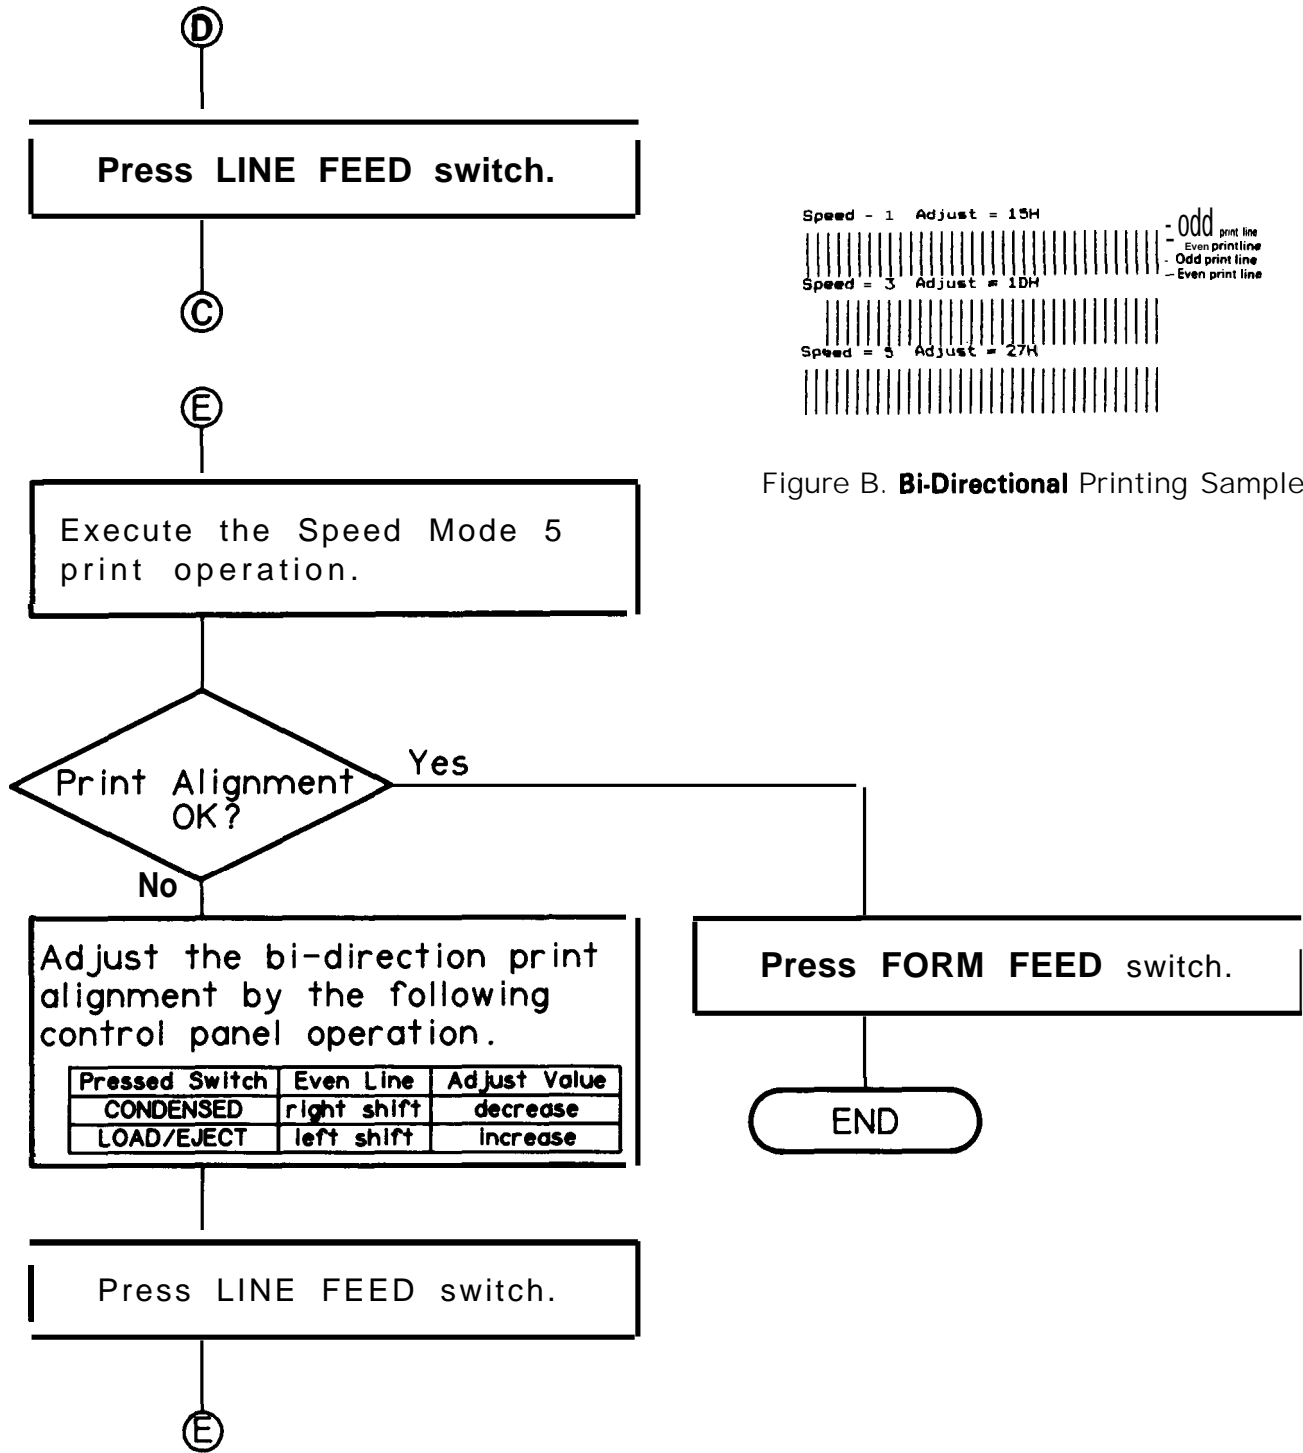 D
Press LINE FEED switch.
C
E
Execute the Speed Mode 5
print operation.
Print Alignment
OK?
Yes
No
Adjust the bi-direction print
alignment by the following
control panel operation.
Pressed Switch Even Line Adjust Value
CONDENSED right shift decrease
LOAD/EJECT left shift increase
Press LINE FEED switch.
E
Speed - 1 Adjust = 15H
- odd print line
- Even printline
- Odd print line
- Even print line
Speed = 3 Adjust = 1DH
Speed = 5 Adjust = 27H
Figure B. Bi-Directional Printing Sample
Press FORM FEED switch.
END